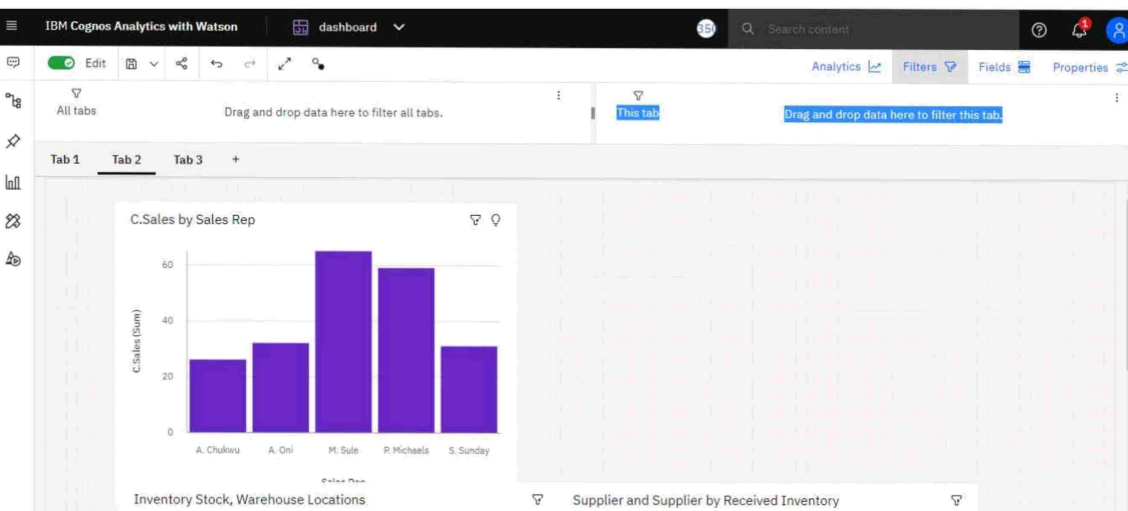 IBM Cognos Analytics with Watson
dashboard
Search content
1
Edit
Analytics
Filters
Fields
Properties
All tabs
Drag and drop data here to filter all tabs.
This tab
Drag and drop data here to filter this tab.
Tab 1 Tab 2 Tab 3 +
C.Sales by Sales Rep
C.Sales (Sum)
60
40
20
0
A. Chukwu A. Oni M. Sule P. Michaels S. Sunday
Sales Rep
Inventory Stock, Warehouse Locations
Supplier and Supplier by Received Inventory